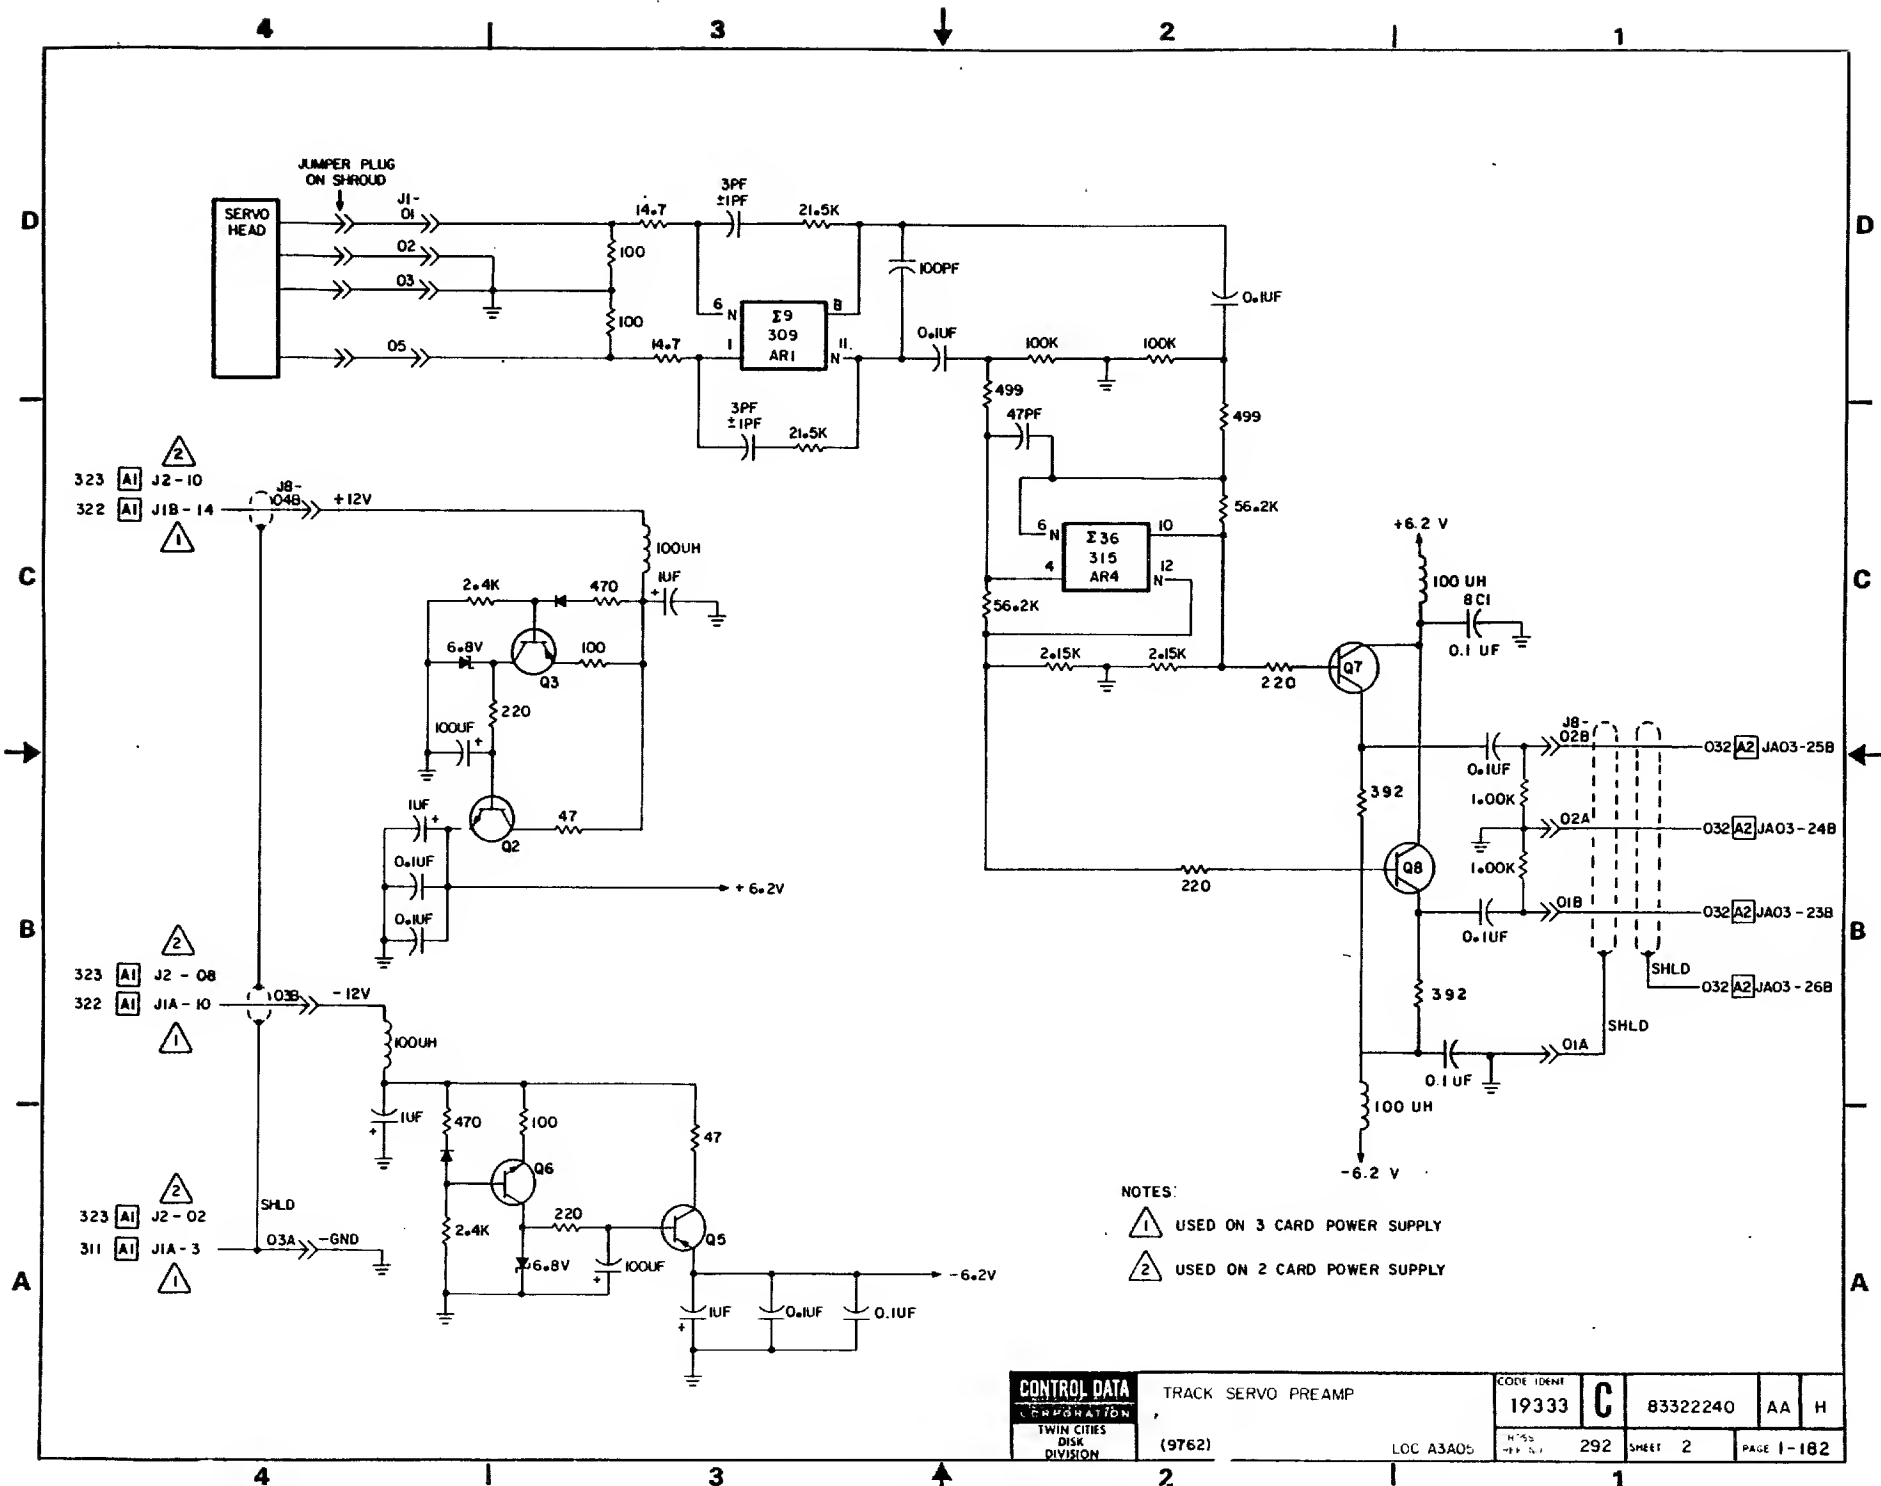 4
3
2
1
D
D
JUMPER PLUG
ON SHROUD
SERVO
HEAD
J1-
01
02
03
05
14.7
3PF
±1PF
21.5K
100
100
14.7
100PF
0.1UF
6
N
8
Σ9
309
AR1
1
11
N
3PF
±1PF
21.5K
0.1UF
100K
100K
499
499
47PF
56.2K
6
N
10
Σ36
315
AR4
4
12
N
56.2K
2.15K
2.15K
220
C
C
2
323 A1 J2-10
322 A1 J1B-14
1
J8-
04B
+12V
100UH
1UF
+
2.4K
470
6.8V
100
Q3
220
100UF
+
1UF
+
47
Q2
0.1UF
0.1UF
+6.2V
+6.2 V
100 UH
8C1
0.1 UF
Q7
J8-
02B
032 A2 JA03-25B
0.1UF
1.00K
392
02A
032 A2 JA03-24B
1.00K
Q8
220
01B
032 A2 JA03-23B
0.1UF
SHLD
032 A2 JA03-26B
392
SHLD
01A
0.1 UF
100 UH
-6.2 V
B
B
2
323 A1 J2-08
322 A1 J1A-10
1
03B
-12V
100UH
1UF
+
470
100
47
Q6
2.4K
220
Q5
6.8V
100UF
+
-6.2V
1UF
+
0.1UF
0.1UF
2
323 A1 J2-02
311 A1 J1A-3
1
SHLD
03A
-GND
A
A
NOTES:
1 USED ON 3 CARD POWER SUPPLY
2 USED ON 2 CARD POWER SUPPLY
CONTROL DATA
CORPORATION
TWIN CITIES
DISK
DIVISION
TRACK SERVO PREAMP
(9762)
LOC A3A05
CODE IDENT
19333
C
83322240
AA
H
292
SHEET 2
PAGE 1-182
4
3
2
1